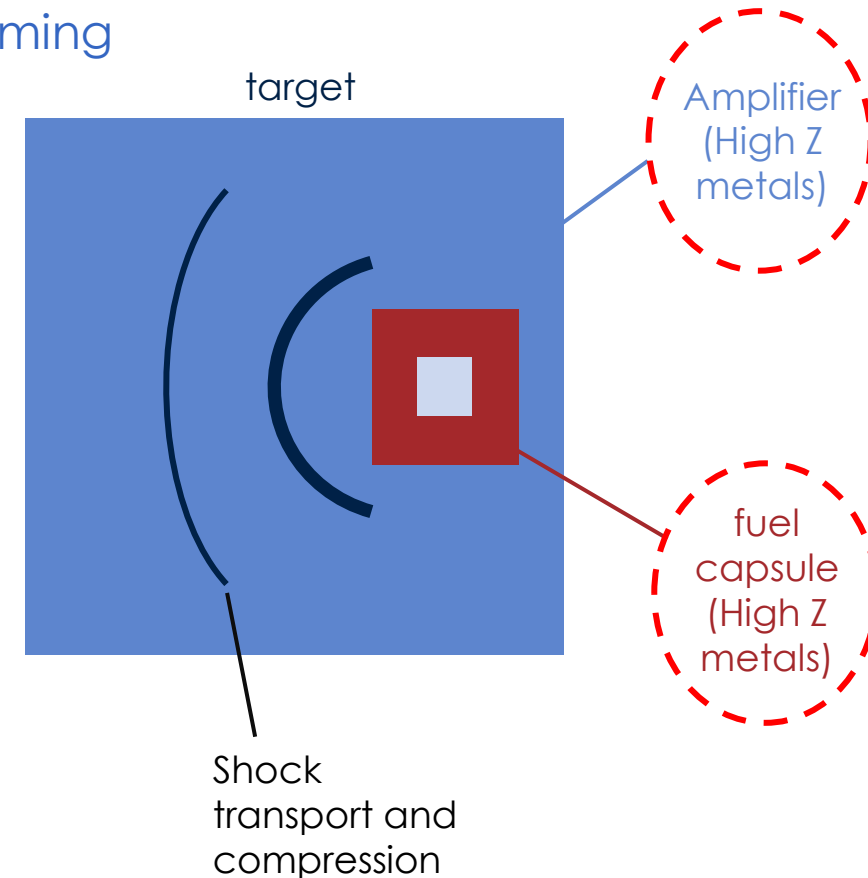 ming
target
Amplifier
(High Z
metals)
fuel
capsule
(High Z
metals)
Shock
transport and
compression